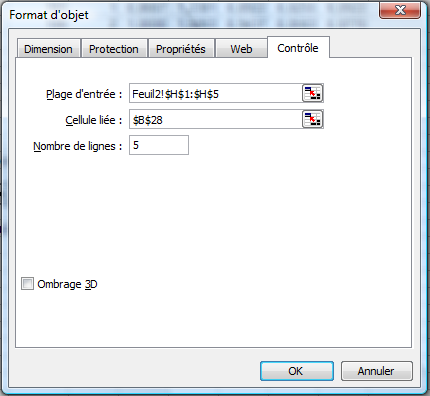 Format d'objet
Dimension Protection Propriétés Web Contrôle
Plage d'entrée : Feuil2!$H$1:$H$5
Cellule liée : $B$28
Nombre de lignes : 5
Ombrage 3D
OK Annuler